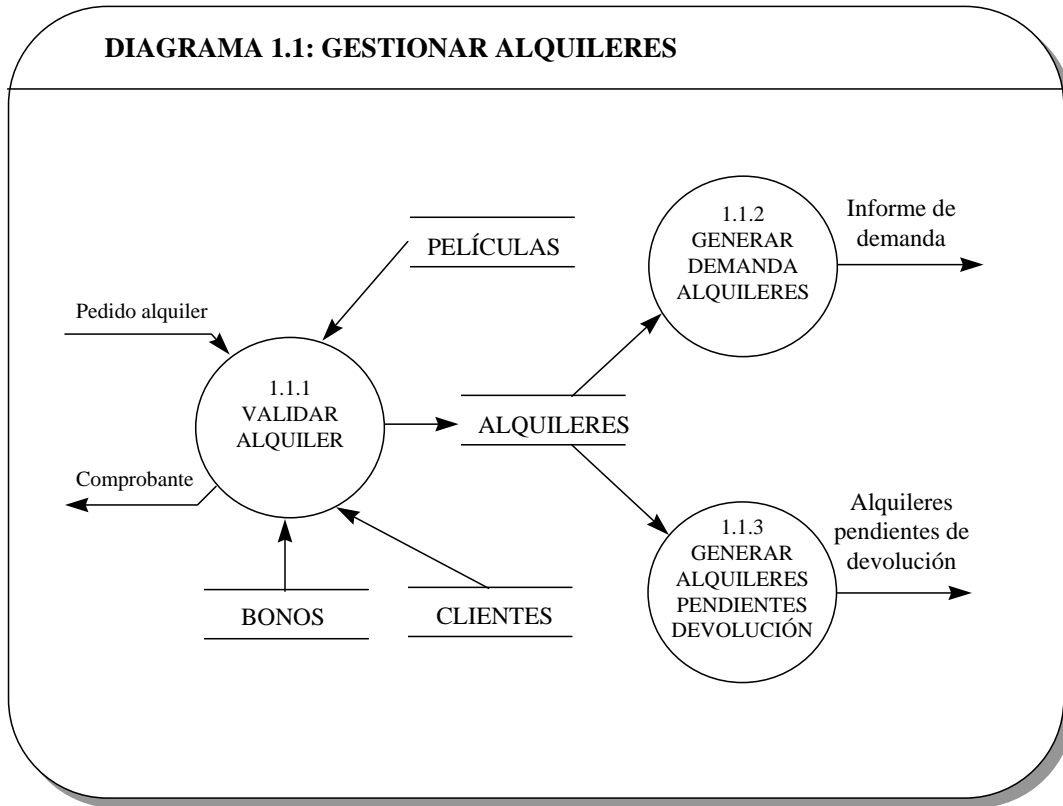 DIAGRAMA 1.1: GESTIONAR ALQUILERES
PELÍCULAS
Pedido alquiler
1.1.1
VALIDAR
ALQUILER
Comprobante
BONOS
CLIENTES
ALQUILERES
1.1.2
GENERAR
DEMANDA
ALQUILERES
Informe de
demanda
1.1.3
GENERAR
ALQUILERES
PENDIENTES
DEVOLUCIÓN
Alquileres
pendientes de
devolución